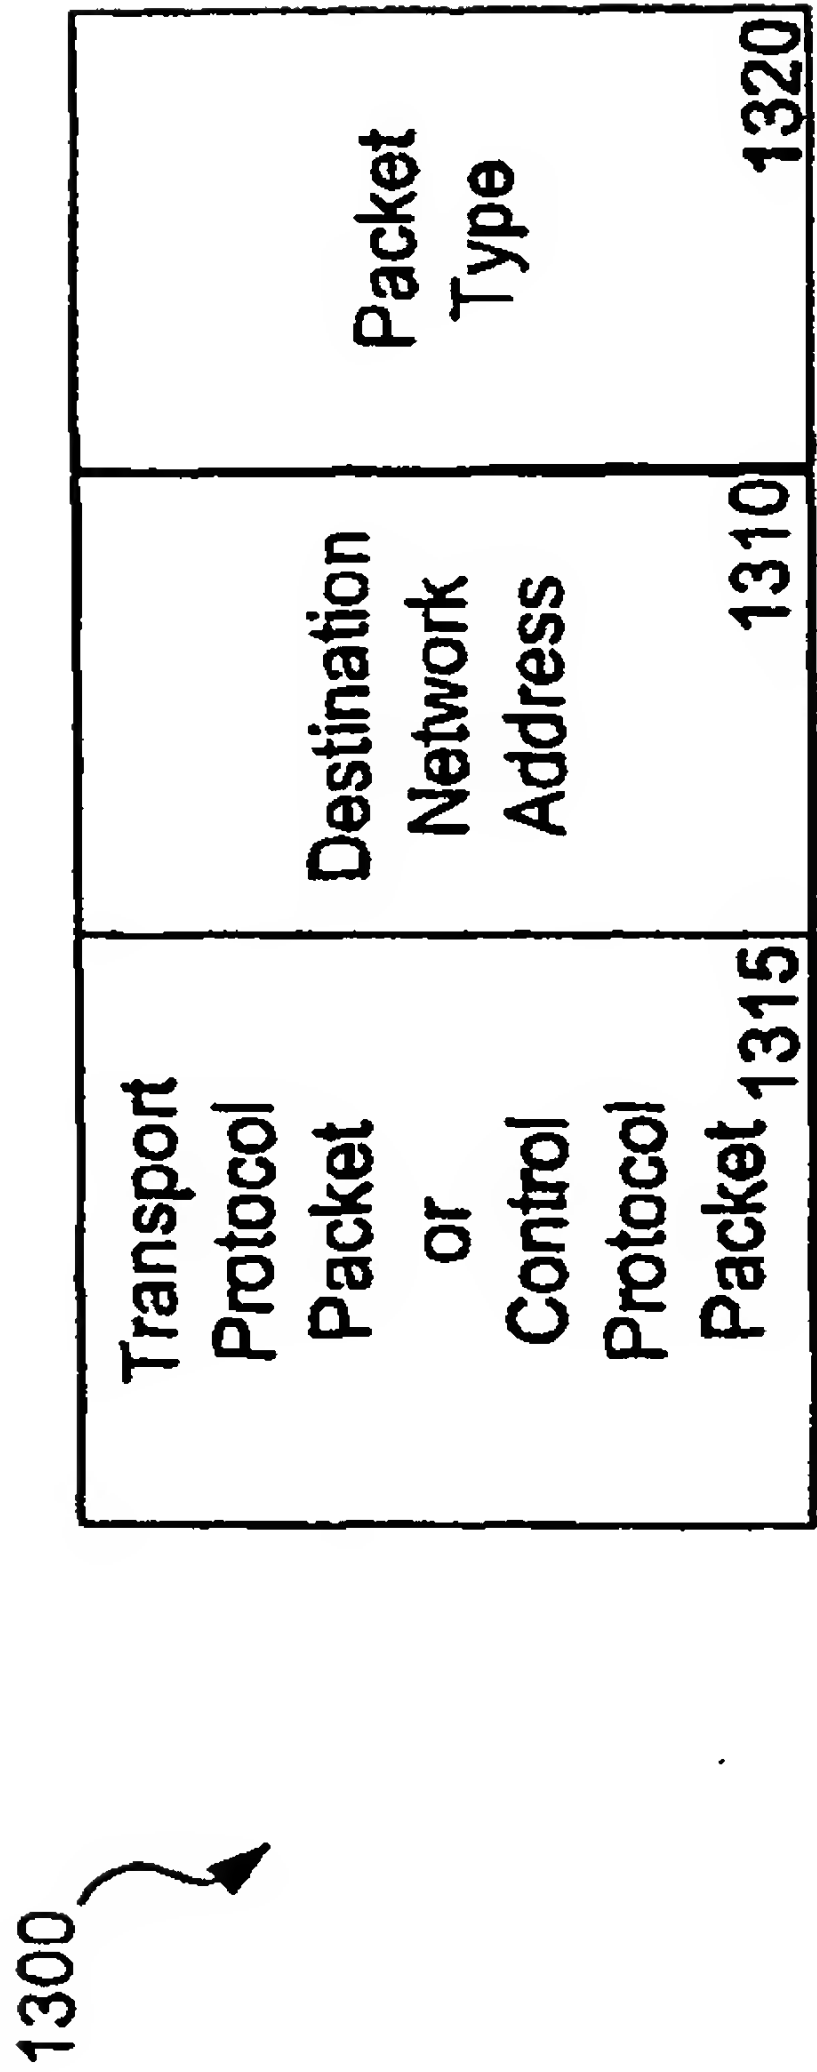 1300
Transport
Protocol
Packet
or
Control
Protocol
Packet
1315
Destination
Network
Address
1310
Packet
Type
1320